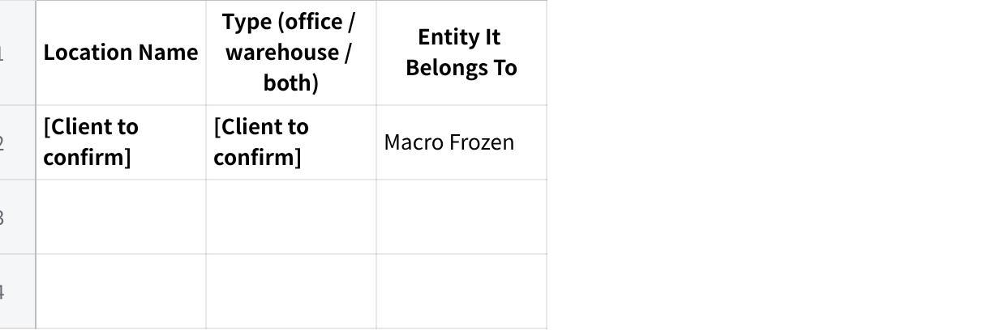 1
Location Name
Type (office /
warehouse /
both)
Entity It
Belongs To
2
[Client to
confirm]
[Client to
confirm]
Macro Frozen
3
4